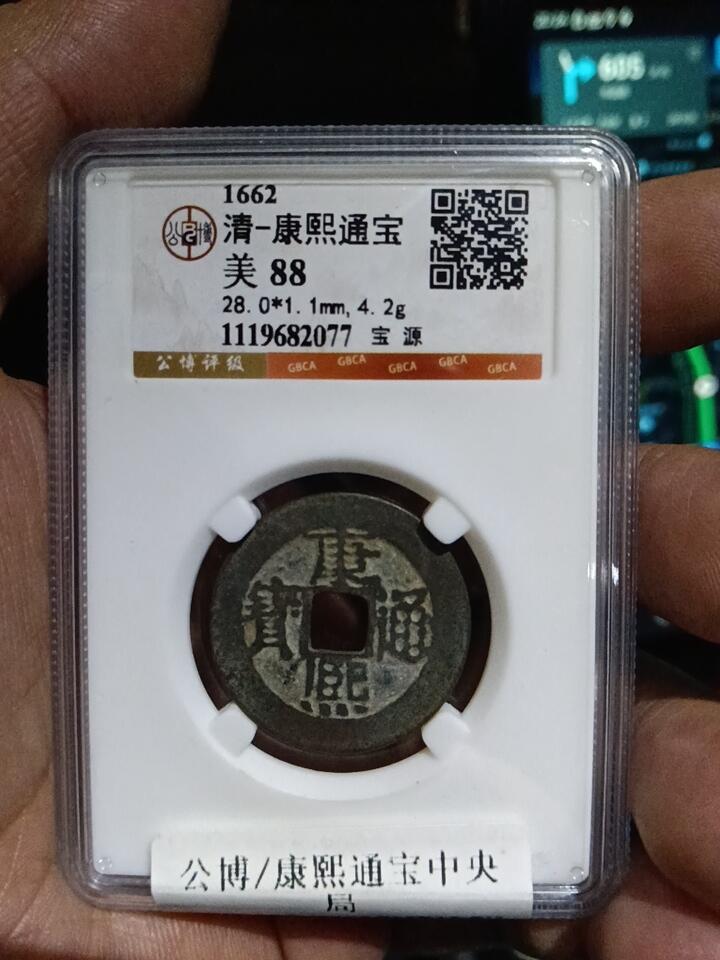 1662
清-康熙通宝
美 88
28.0*1.1mm,4.2g
1119682077 宝 源
公博评级 GBCA GBCA GBCA GBCA GBCA
康熙通寶
公博/康熙通宝中央
局
605